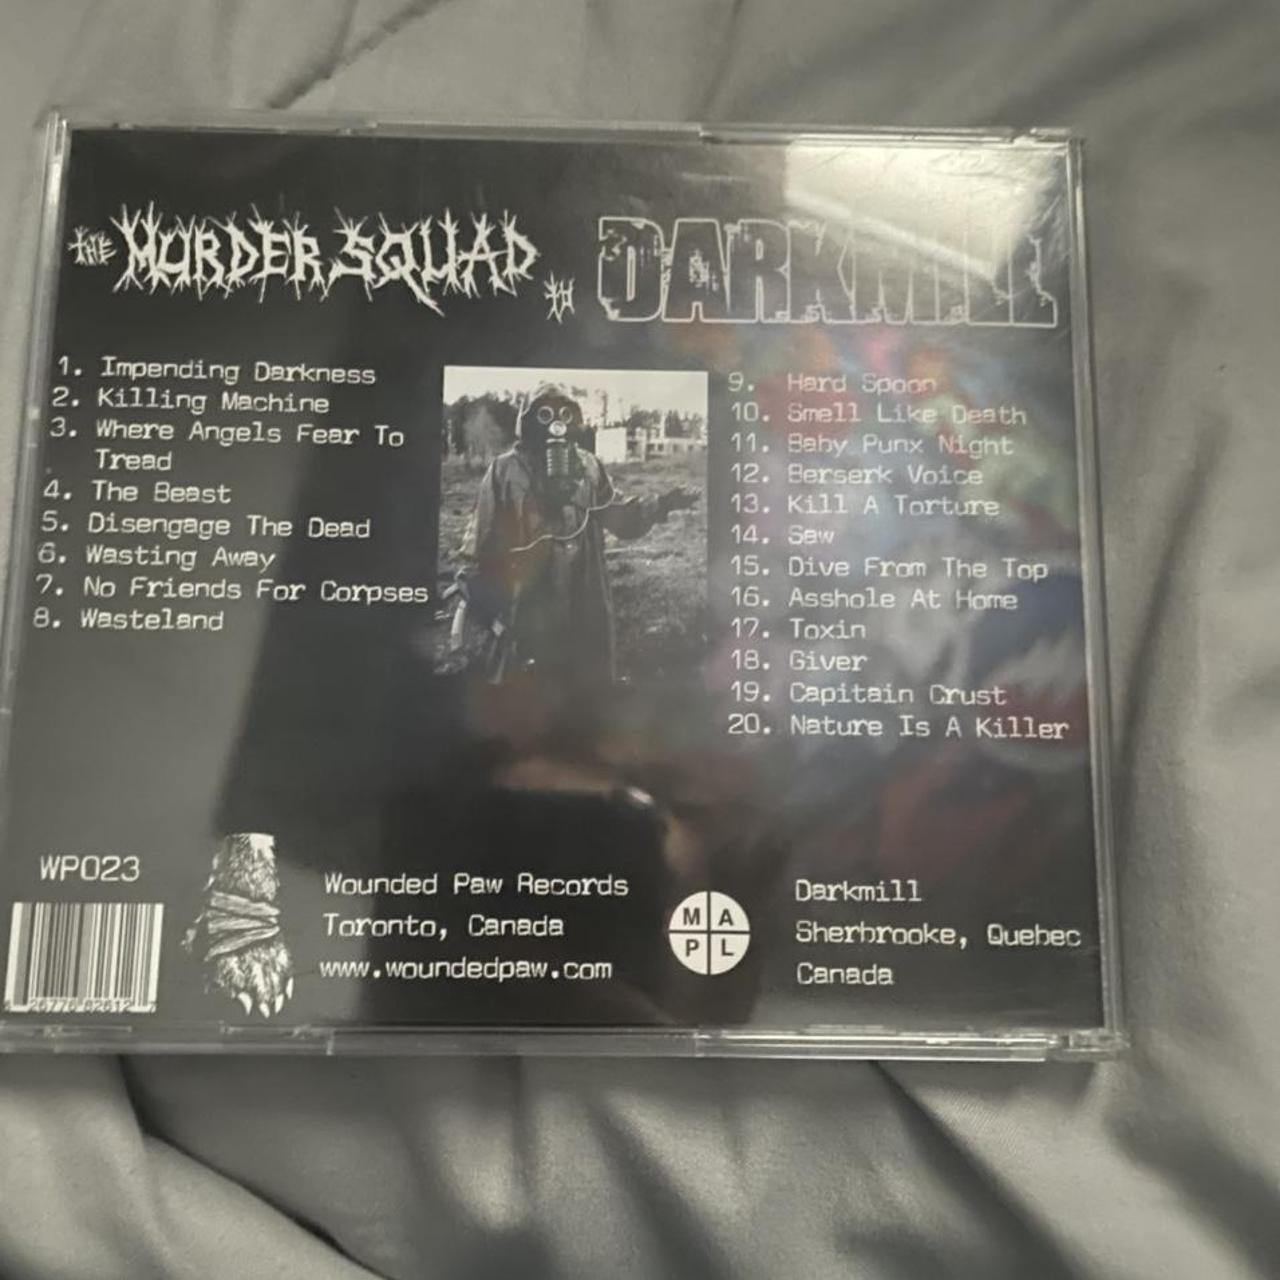 THE MURDER SQUAD TO DARKMILL
1. Impending Darkness
2. Killing Machine
3. Where Angels Fear To
Tread
4. The Beast
5. Disengage The Dead
6. Wasting Away
7. No Friends For Corpses
8. Wasteland
9. Hard Spoon
10. Smell Like Death
11. Baby Punx Night
12. Berserk Voice
13. Kill A Torture
14. Saw
15. Dive From The Top
16. Asshole At Home
17. Toxin
18. Giver
19. Capitain Crust
20. Nature Is A Killer
WP023
Wounded Paw Records
Toronto, Canada
www.woundedpaw.com
M A
P L
Darkmill
Sherbrooke, Quebec
Canada